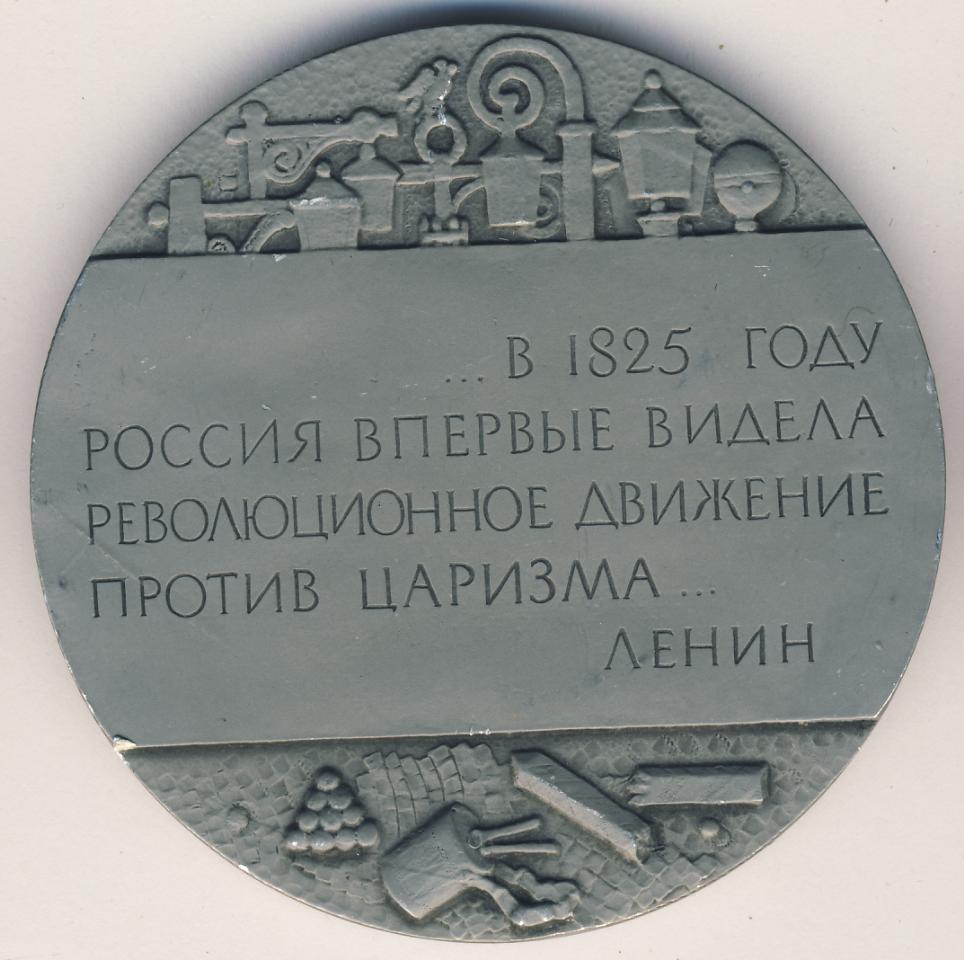 ... В 1825 ГОДУ
РОССИЯ ВПЕРВЫЕ ВИДЕЛА
РЕВОЛЮЦИОННОЕ ДВИЖЕНИЕ
ПРОТИВ ЦАРИЗМА ...
ЛЕНИН